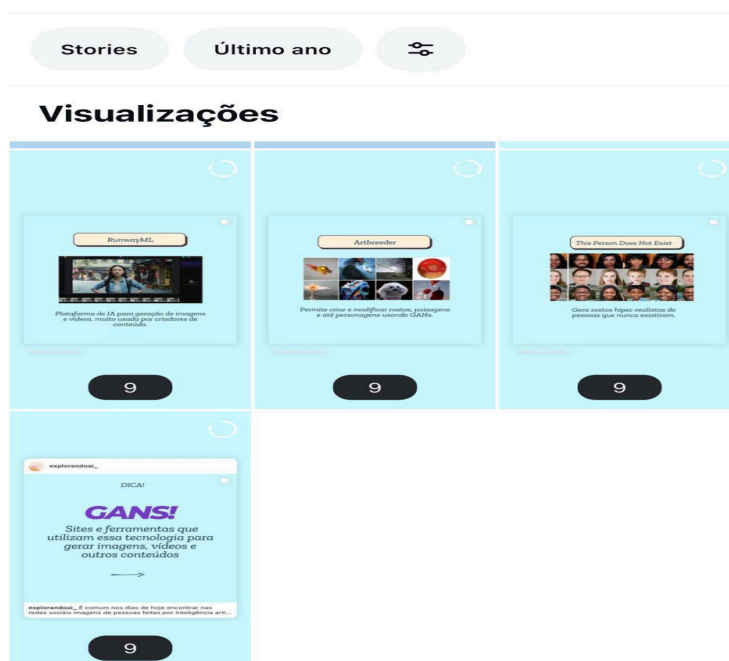 Stories
Último ano
Visualizações
RunwayML
Plataforma de IA para geração de imagens
e vídeos, muito usada por criadores de
conteúdo.
9
Artbreeder
Permite criar e modificar rostos, paisagens
e até personagens usando GANs.
9
This Person Does Not Exist
Gera rostos hiper-realistas de
pessoas que nunca existiram.
9
explorandoai_
DICA!
GANS!
Sites e ferramentas que
utilizam essa tecnologia para
gerar imagens, vídeos e
outros conteúdos
explorandoai_ É comum nos dias de hoje encontrar nas
redes sociais imagens de pessoas feitas por inteligência arti...
9